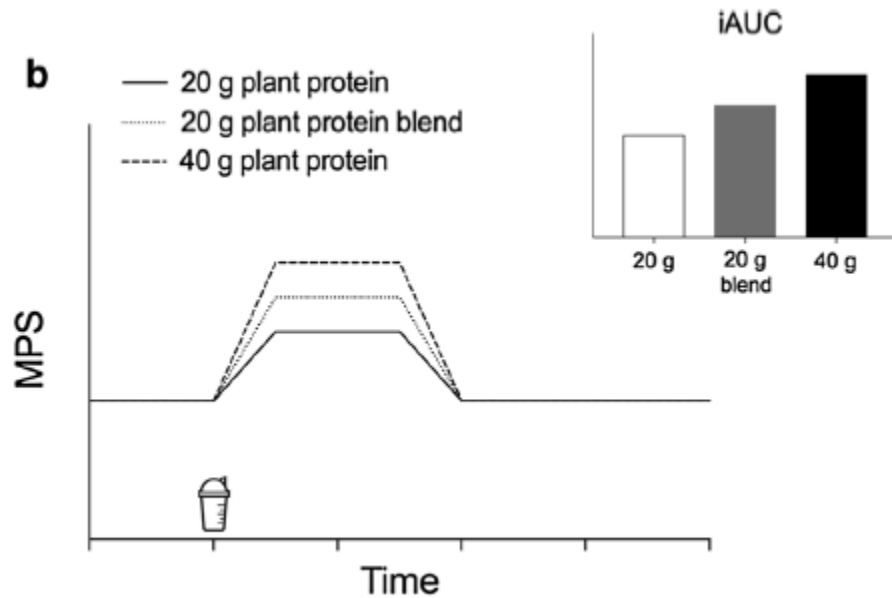 b
20 g plant protein
20 g plant protein blend
40 g plant protein
iAUC
20 g
20 g
blend
40 g
MPS
Time